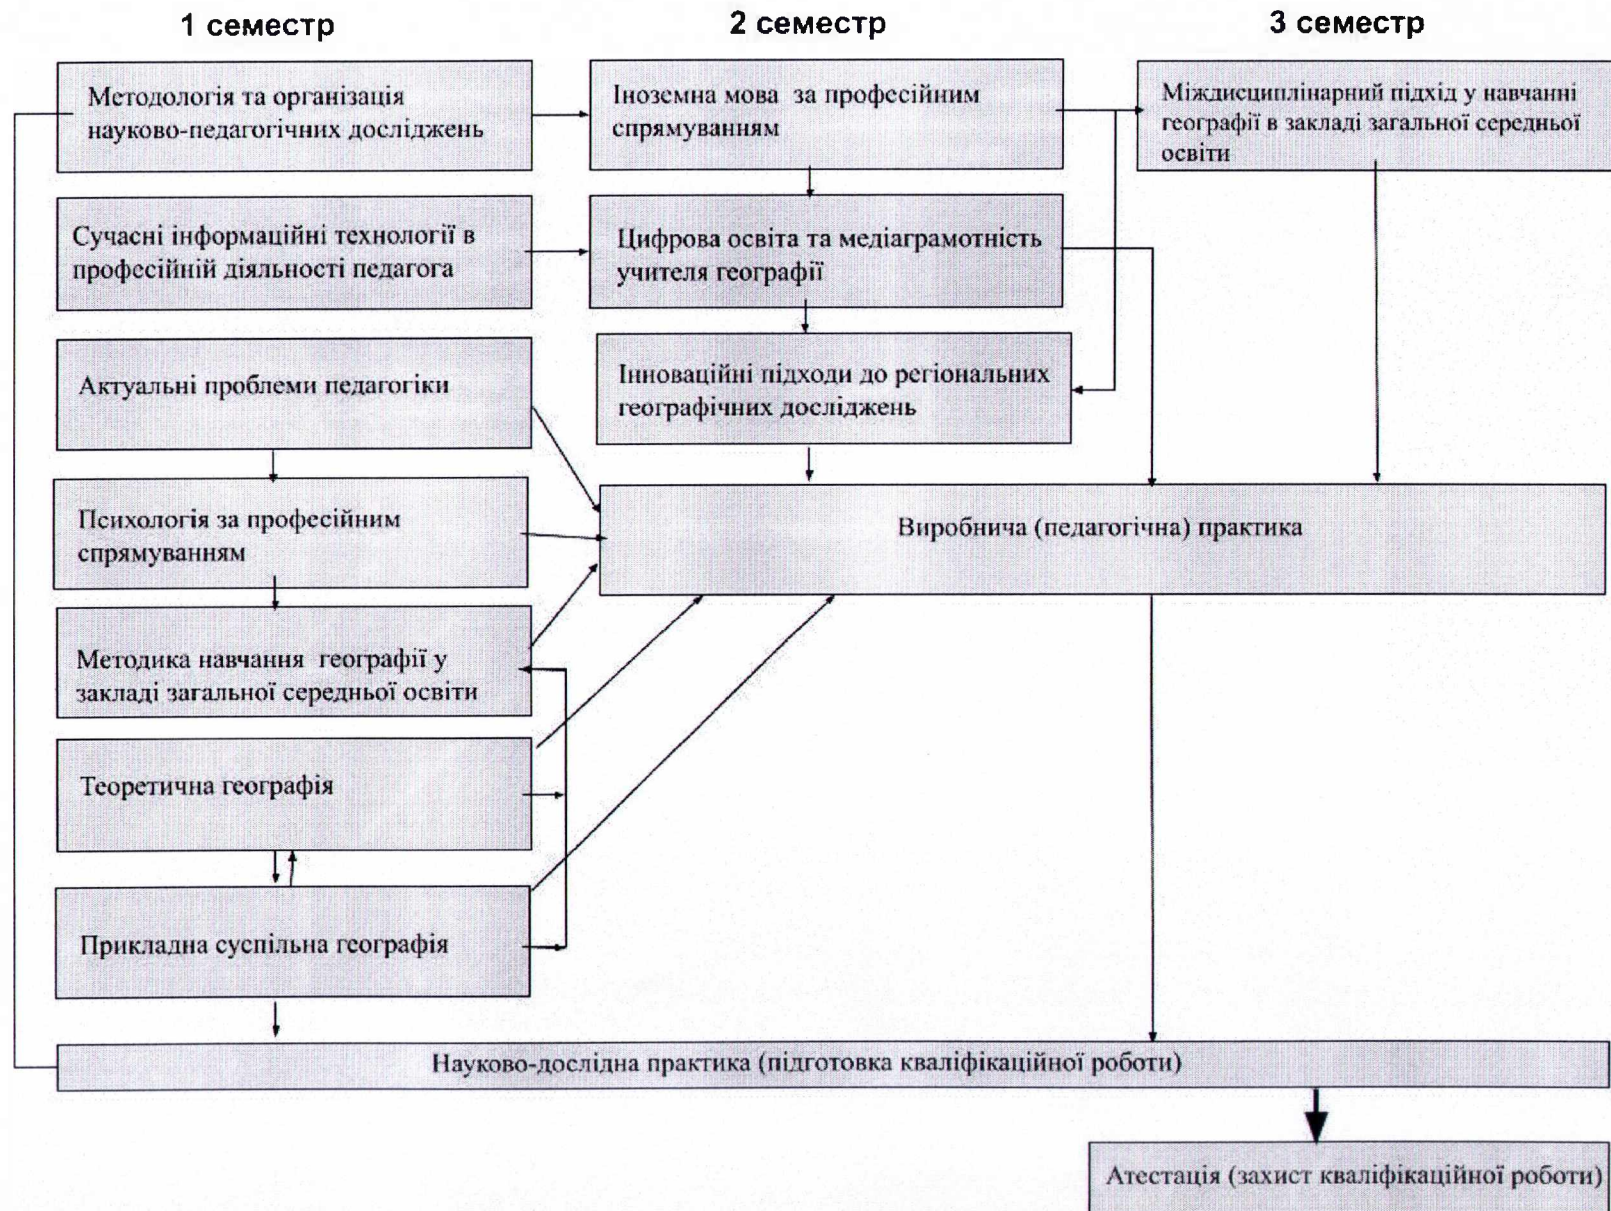 1 семестр
2 семестр
3 семестр
Методологія та організація
науково-педагогічних досліджень
Іноземна мова за професійним
спрямуванням
Міждисциплінарний підхід у навчанні
географії в закладі загальної середньої
освіти
Сучасні інформаційні технології в
професійній діяльності педагога
Цифрова освіта та медіаграмотність
учителя географії
Актуальні проблеми педагогіки
Інноваційні підходи до регіональних
географічних досліджень
Психологія за професійним
спрямуванням
Виробнича (педагогічна) практика
Методика навчання географії у
закладі загальної середньої освіти
Теоретична географія
Прикладна суспільна географія
Науково-дослідна практика (підготовка кваліфікаційної роботи)
Атестація (захист кваліфікаційної роботи)